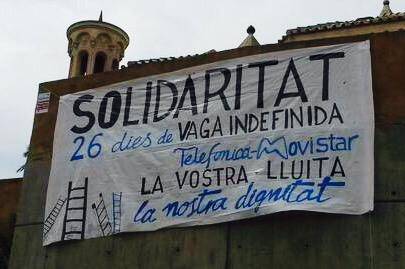 SOLIDARITAT
26 dies de VAGA INDEFINIDA
Telefonica-Movistar
LA VOSTRA LLUITA
la nostra dignitat